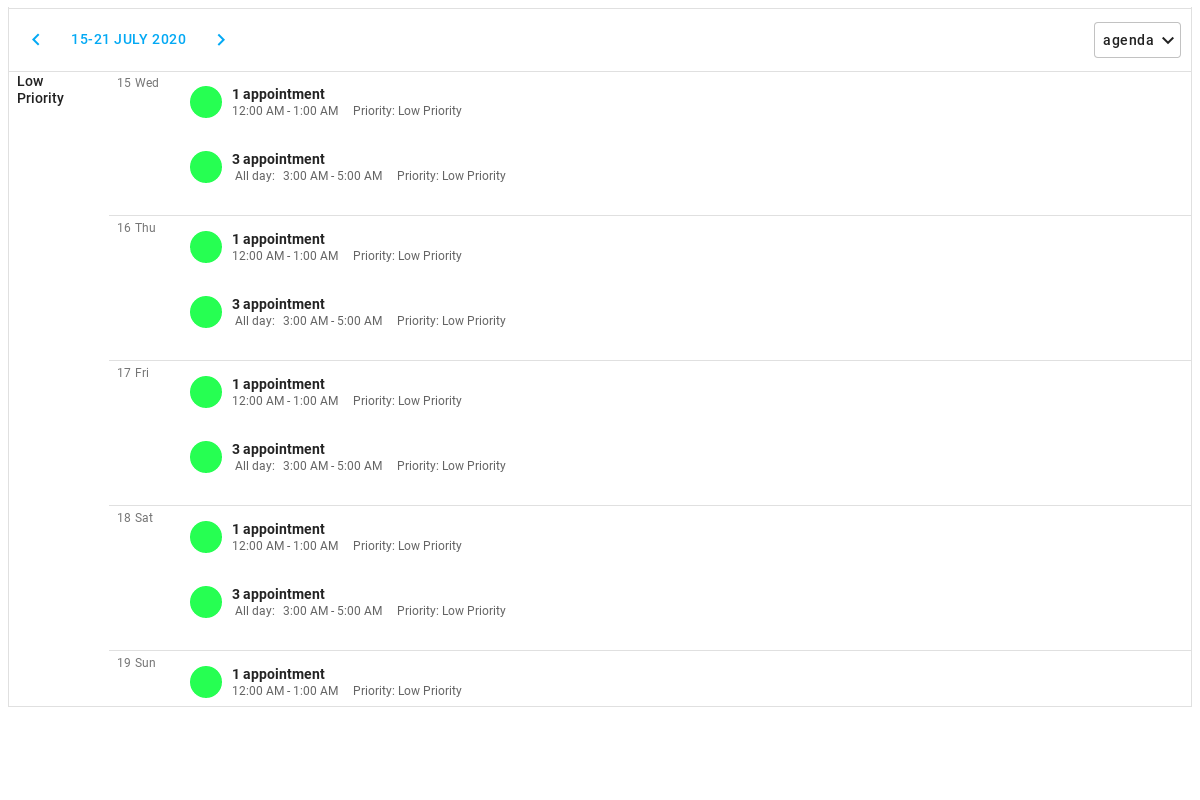 15-21 JULY 2020
agenda
Low
Priority
15 Wed
1 appointment
12:00 AM - 1:00 AM Priority: Low Priority
3 appointment
All day: 3:00 AM - 5:00 AM Priority: Low Priority
16 Thu
1 appointment
12:00 AM - 1:00 AM Priority: Low Priority
3 appointment
All day: 3:00 AM - 5:00 AM Priority: Low Priority
17 Fri
1 appointment
12:00 AM - 1:00 AM Priority: Low Priority
3 appointment
All day: 3:00 AM - 5:00 AM Priority: Low Priority
18 Sat
1 appointment
12:00 AM - 1:00 AM Priority: Low Priority
3 appointment
All day: 3:00 AM - 5:00 AM Priority: Low Priority
19 Sun
1 appointment
12:00 AM - 1:00 AM Priority: Low Priority